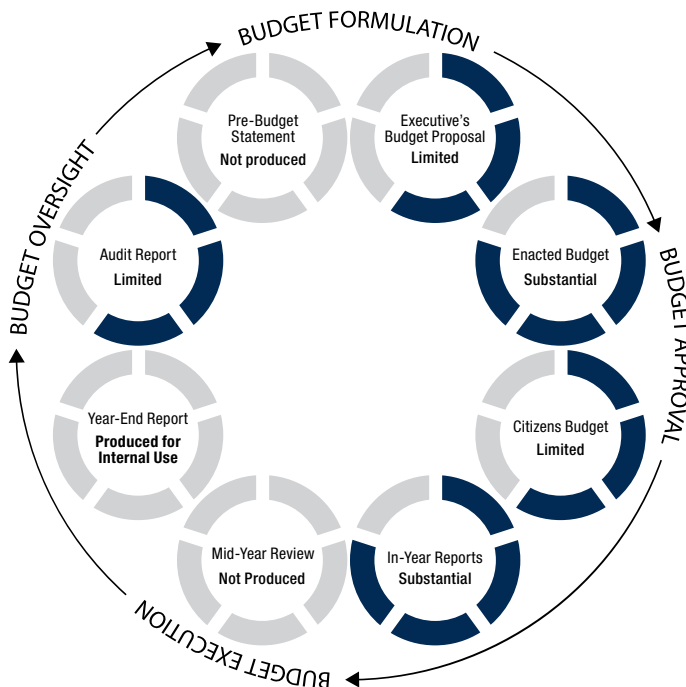 BUDGET FORMULATION
Pre-Budget
Statement
Not produced
Executive's
Budget Proposal
Limited
Enacted Budget
Substantial
BUDGET APPROVAL
Citizens Budget
Limited
In-Year Reports
Substantial
Mid-Year Review
Not Produced
BUDGET EXECUTION
Year-End Report
Produced for
Internal Use
Audit Report
Limited
BUDGET OVERSIGHT